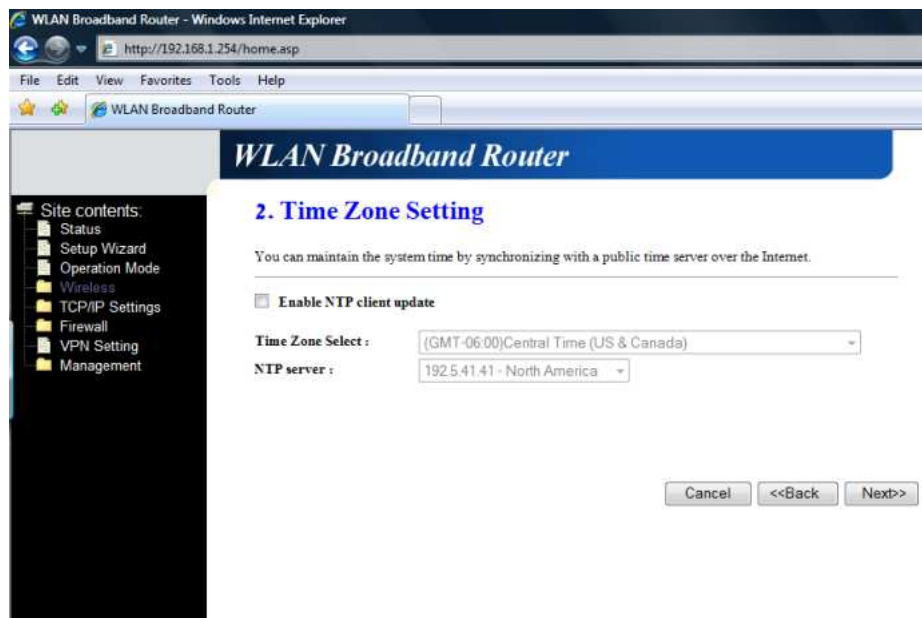 WLAN Broadband Router - Windows Internet Explorer
http://192.168.1.254/home.asp
File Edit View Favorites Tools Help
WLAN Broadband Router
WLAN Broadband Router
Site contents:
Status
Setup Wizard
Operation Mode
Wireless
TCP/IP Settings
Firewall
VPN Setting
Management
2. Time Zone Setting
You can maintain the system time by synchronizing with a public time server over the Internet.
Enable NTP client update
Time Zone Select : (GMT-06:00)Central Time (US & Canada)
NTP server : 192.5.41.41 - North America
Cancel <<Back Next>>